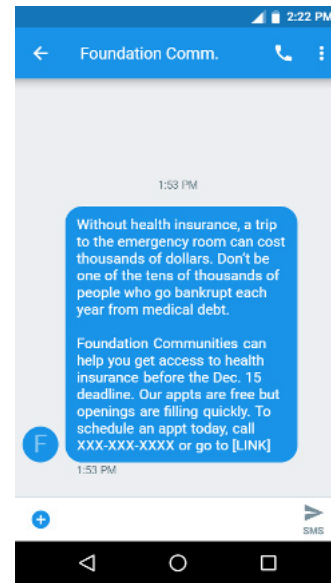 2:22 PM
Foundation Comm.
1:53 PM
Without health insurance, a trip
to the emergency room can cost
thousands of dollars. Don't be
one of the tens of thousands of
people who go bankrupt each
year from medical debt.
Foundation Communities can
help you get access to health
insurance before the Dec. 15
deadline. Our appts are free but
openings are filling quickly. To
schedule an appt today, call
XXX-XXX-XXXX or go to [LINK]
F
1:53 PM
SMS